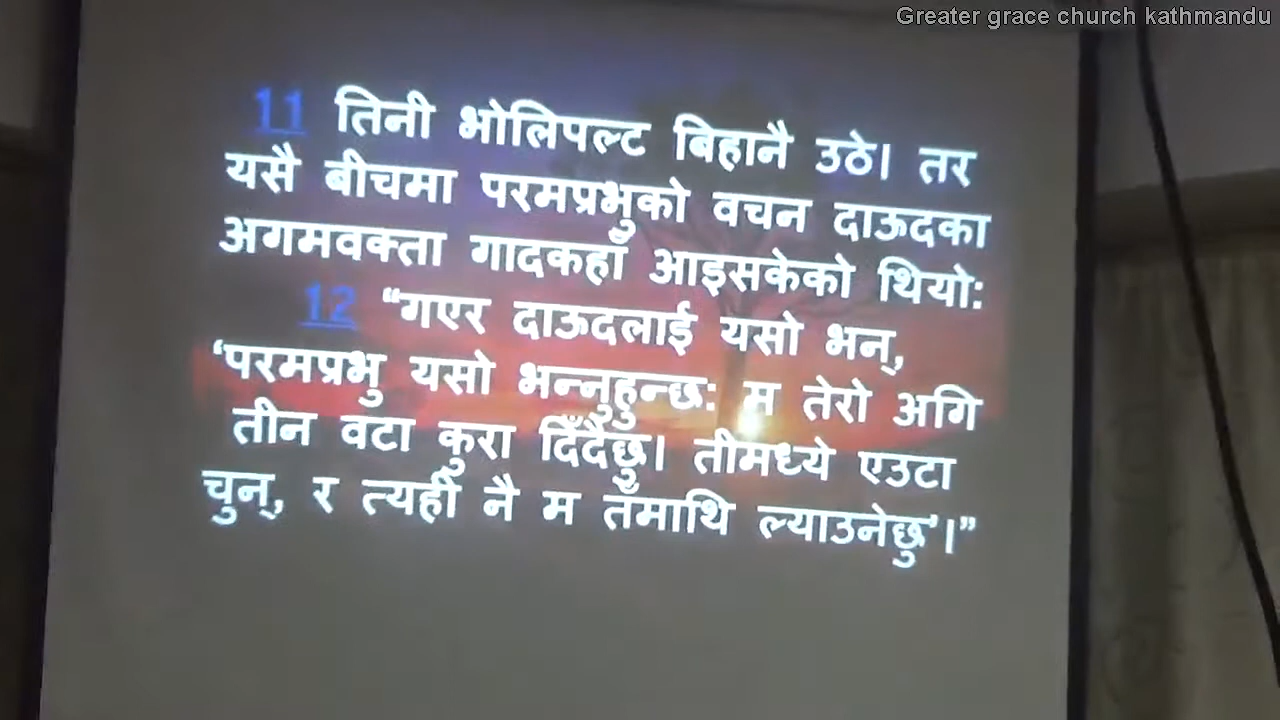 Greater grace church kathmandu
11 तिनी भोलिपल्ट बिहानै उठे। तर
यसै बीचमा परमप्रभुको वचन दाऊदका
अगमवक्ता गादकहाँ आइसकेको थियो:
12 “गएर दाऊदलाई यसो भन्,
‘परमप्रभु यसो भन्नुहुन्छ: म तेरो अगि
तीन वटा कुरा दिँदैछु। तीमध्ये एउटा
चुन्, र त्यही नै म तँमाथि ल्याउनेछु’।”